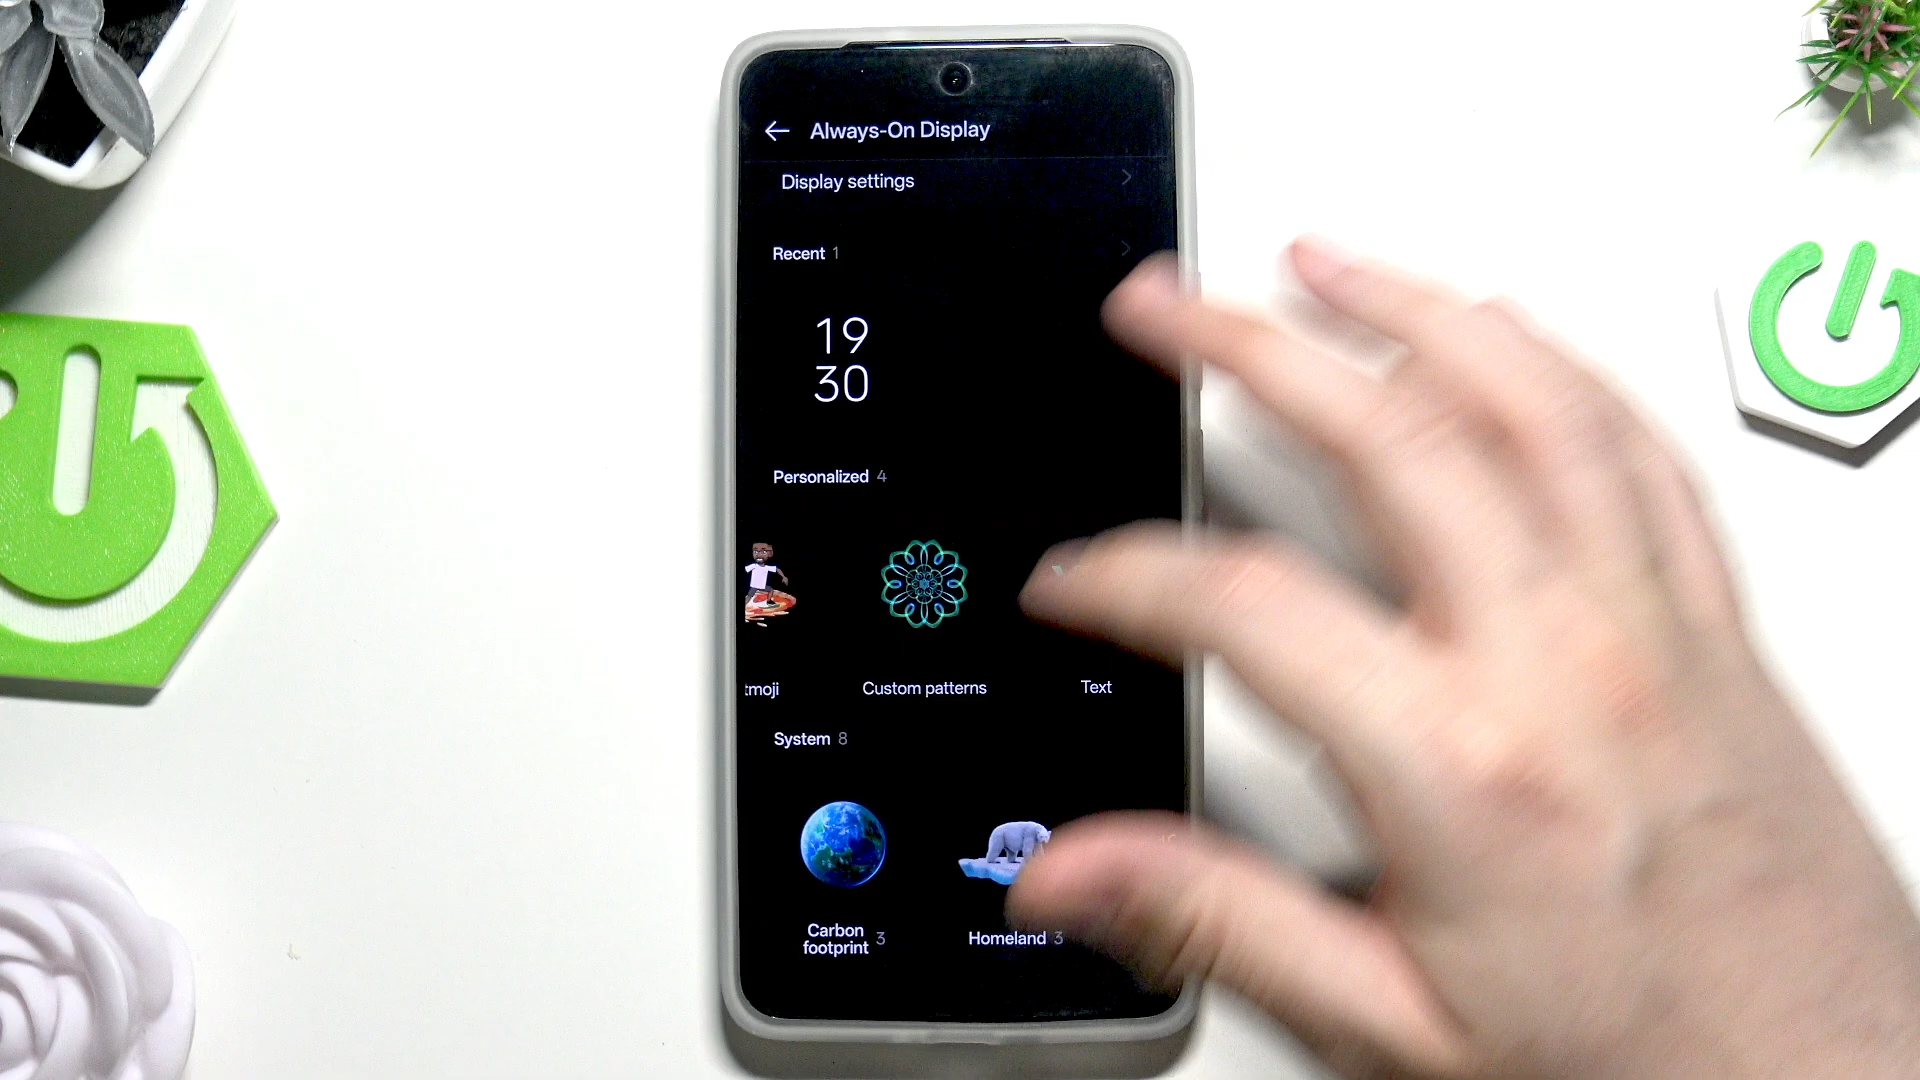 Always-On Display
Display settings
Recent 1
19
30
Personalized 4
tmoji
Custom patterns
Text
System 8
Carbon
footprint 3
Homeland 3